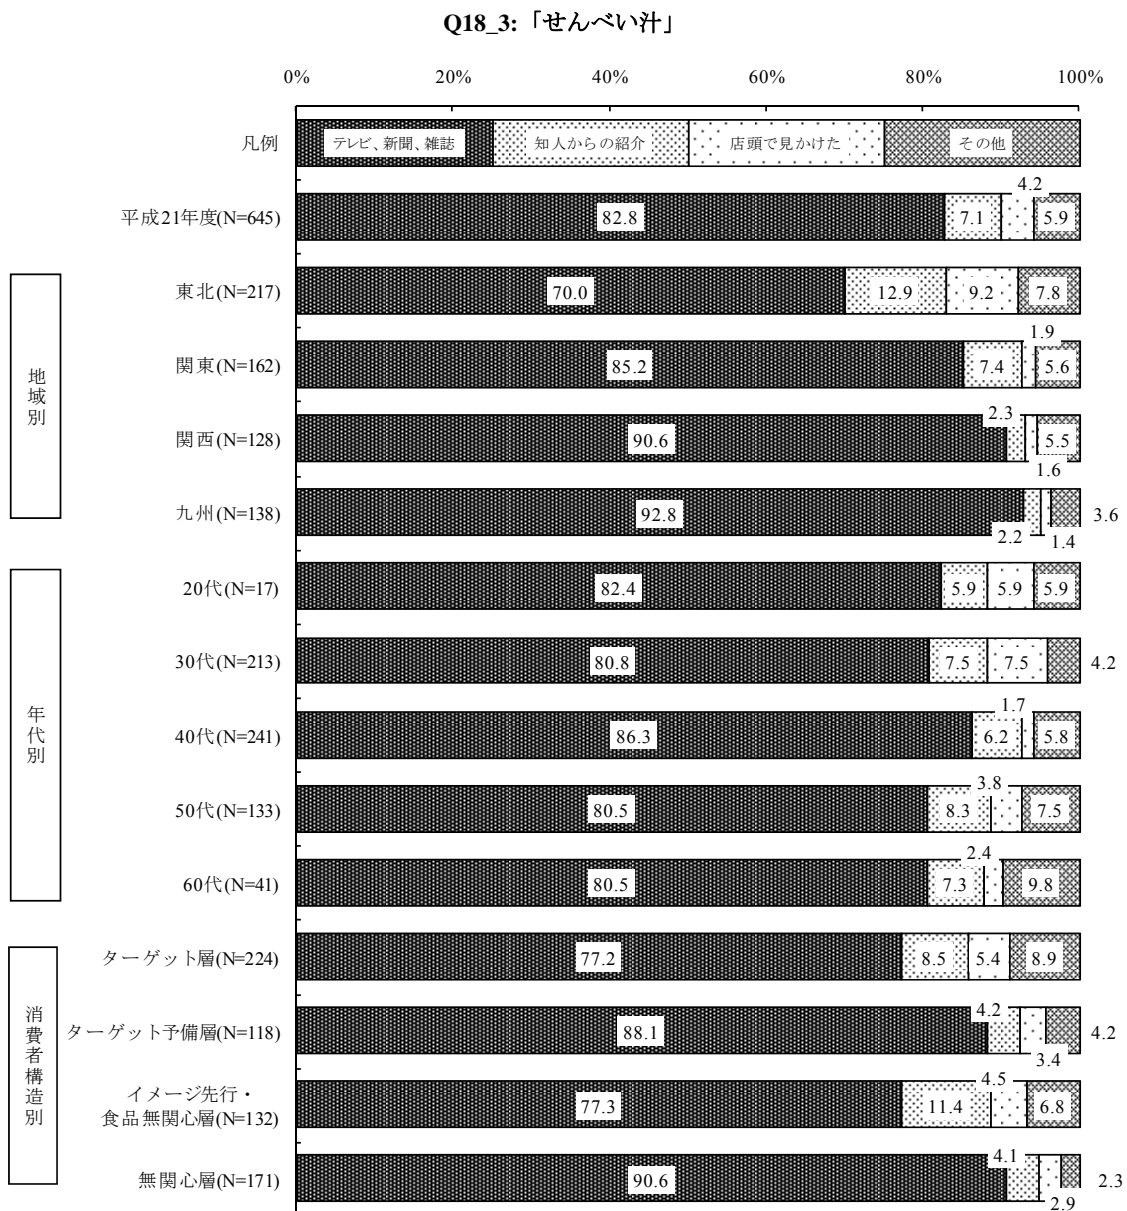 Q18_3:「せんべい汁」
0% 20% 40% 60% 80% 100%
凡例 テレビ、新聞、雑誌 知人からの紹介 店頭で見かけた その他
平成21年度(N=645) 82.8 7.1 4.2 5.9
地域別
東北(N=217) 70.0 12.9 9.2 7.8
関東(N=162) 85.2 7.4 1.9 5.6
関西(N=128) 90.6 2.3 1.6 5.5
九州(N=138) 92.8 2.2 1.4 3.6
年代別
20代(N=17) 82.4 5.9 5.9 5.9
30代(N=213) 80.8 7.5 7.5 4.2
40代(N=241) 86.3 6.2 1.7 5.8
50代(N=133) 80.5 8.3 3.8 7.5
60代(N=41) 80.5 7.3 2.4 9.8
消費者構造別
ターゲット層(N=224) 77.2 8.5 5.4 8.9
ターゲット予備層(N=118) 88.1 4.2 3.4 4.2
イメージ先行・
食品無関心層(N=132) 77.3 11.4 4.5 6.8
無関心層(N=171) 90.6 4.1 2.9 2.3